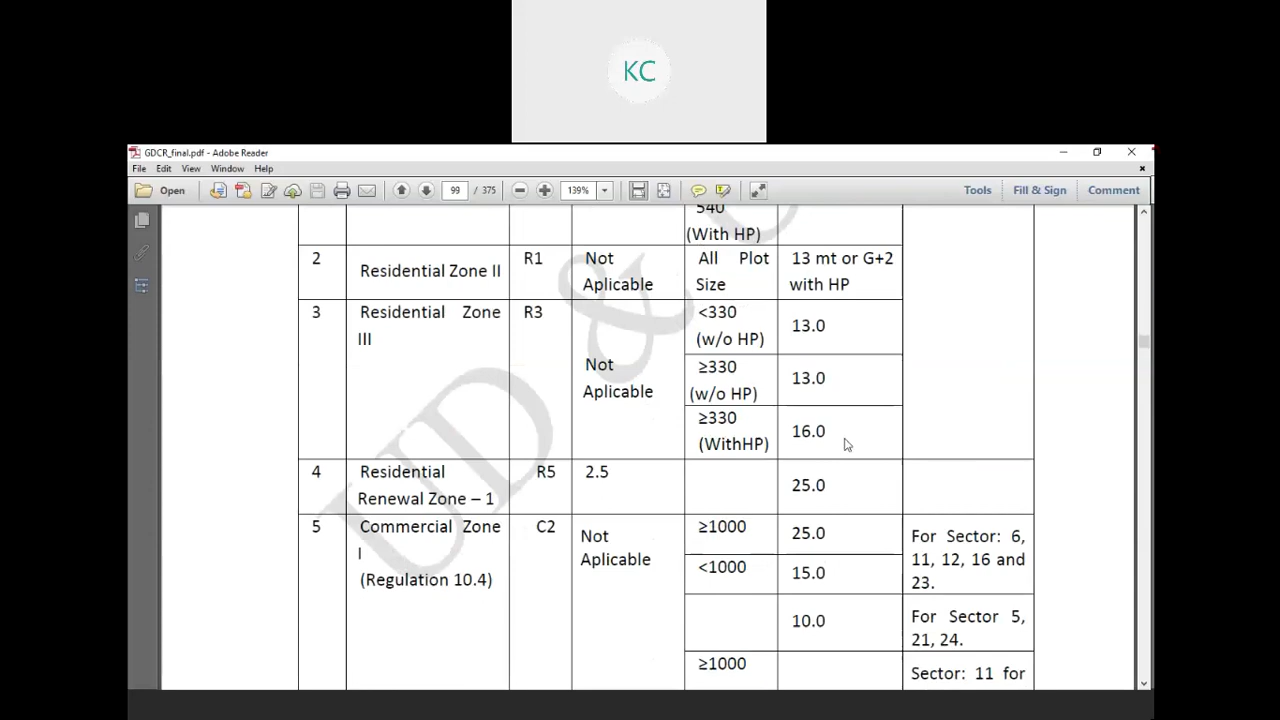 KC
GDCR_final.pdf - Adobe Reader
File Edit View Window Help
Open 99 / 375 139% Tools Fill & Sign Comment
540
(With HP)
2 Residential Zone II R1 Not Aplicable All Plot Size 13 mt or G+2 with HP
3 Residential Zone III R3 Not Aplicable <330 (w/o HP) 13.0
≥330 (w/o HP) 13.0
≥330 (WithHP) 16.0
4 Residential Renewal Zone – 1 R5 2.5 25.0
5 Commercial Zone I (Regulation 10.4) C2 Not Aplicable ≥1000 25.0 For Sector: 6, 11, 12, 16 and 23.
<1000 15.0
10.0 For Sector 5, 21, 24.
≥1000 Sector: 11 for
UD &